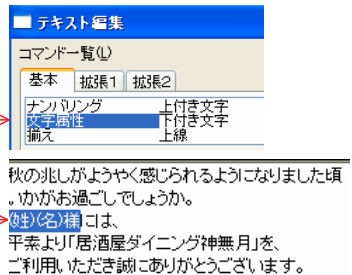 テキスト編集
コマンド一覧(L)
基本 拡張1 拡張2
ナンバリング 上付き文字
文字属性 下付き文字
揃え 上線
秋の兆しがようやく感じられるようになりました頃
いかがお過ごしでしょうか。
(姓)(名)様には、
平素より「居酒屋ダイニング神無月」を、
ご利用いただき誠にありがとうございます。